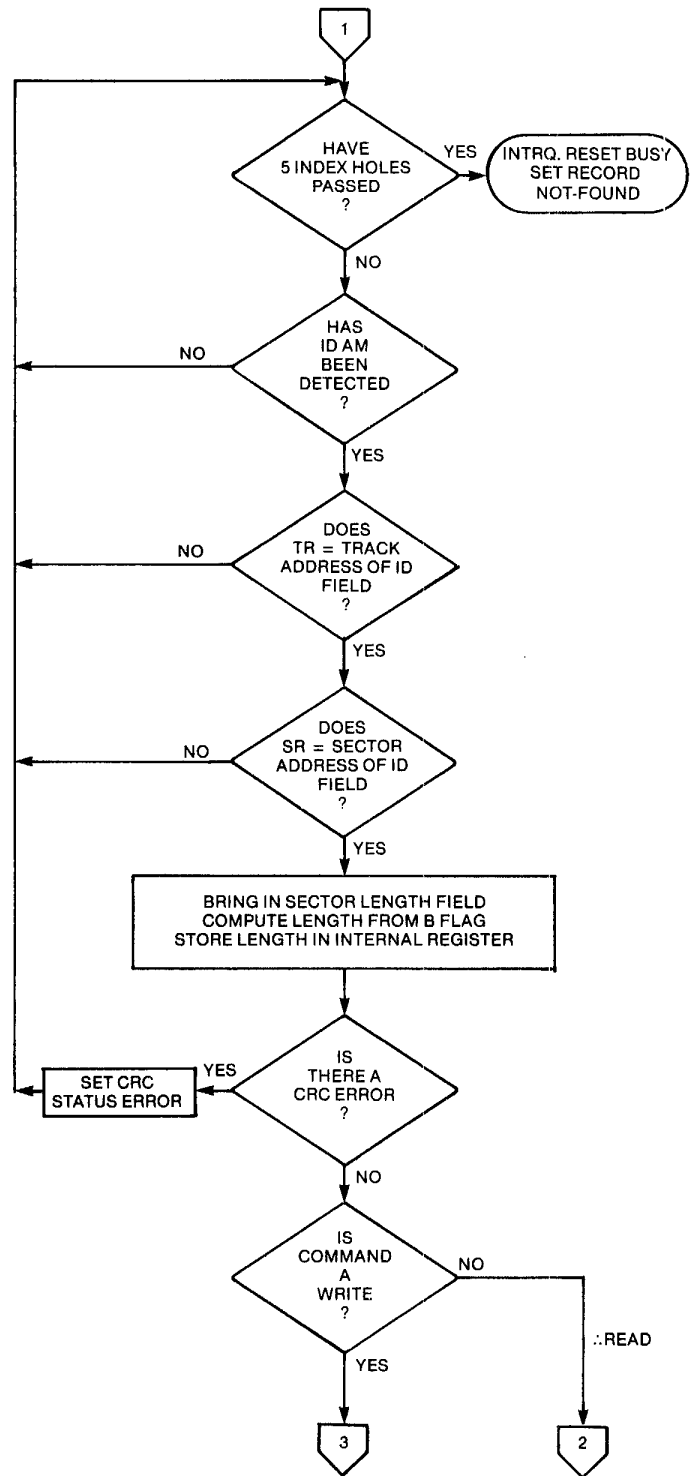 1
HAVE
5 INDEX HOLES
PASSED
?
YES
INTRQ. RESET BUSY
SET RECORD
NOT-FOUND
NO
HAS
ID AM
BEEN
DETECTED
?
NO
YES
DOES
TR = TRACK
ADDRESS OF ID
FIELD
?
NO
YES
DOES
SR = SECTOR
ADDRESS OF ID
FIELD
?
NO
YES
BRING IN SECTOR LENGTH FIELD
COMPUTE LENGTH FROM B FLAG
STORE LENGTH IN INTERNAL REGISTER
IS
THERE A
CRC ERROR
?
YES
SET CRC
STATUS ERROR
NO
IS
COMMAND
A
WRITE
?
NO
∴READ
YES
3
2